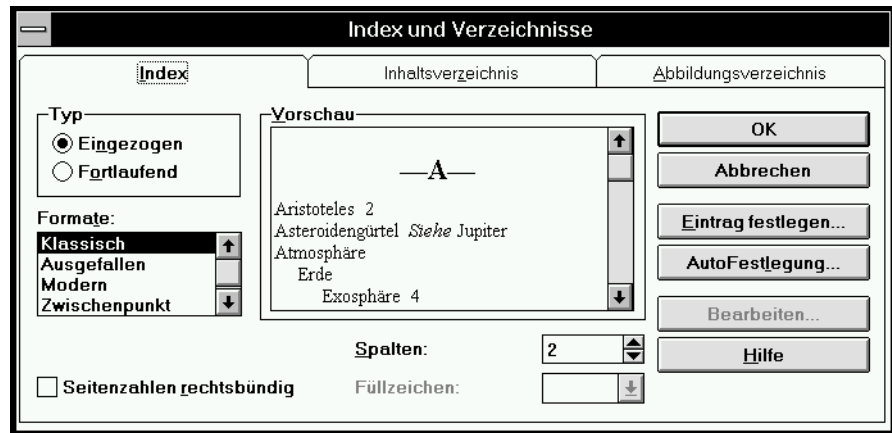 Index und Verzeichnisse
Index
Inhaltsverzeichnis
Abbildungsverzeichnis
Typ
Eingezogen
Fortlaufend
Formate:
Klassisch
Ausgefallen
Modern
Zwischenpunkt
Vorschau
—A—
Aristoteles 2
Asteroidengürtel Siehe Jupiter
Atmosphäre
Erde
Exosphäre 4
OK
Abbrechen
Eintrag festlegen...
AutoFestlegung...
Bearbeiten...
Hilfe
Spalten: 2
Seitenzahlen rechtsbündig
Füllzeichen: